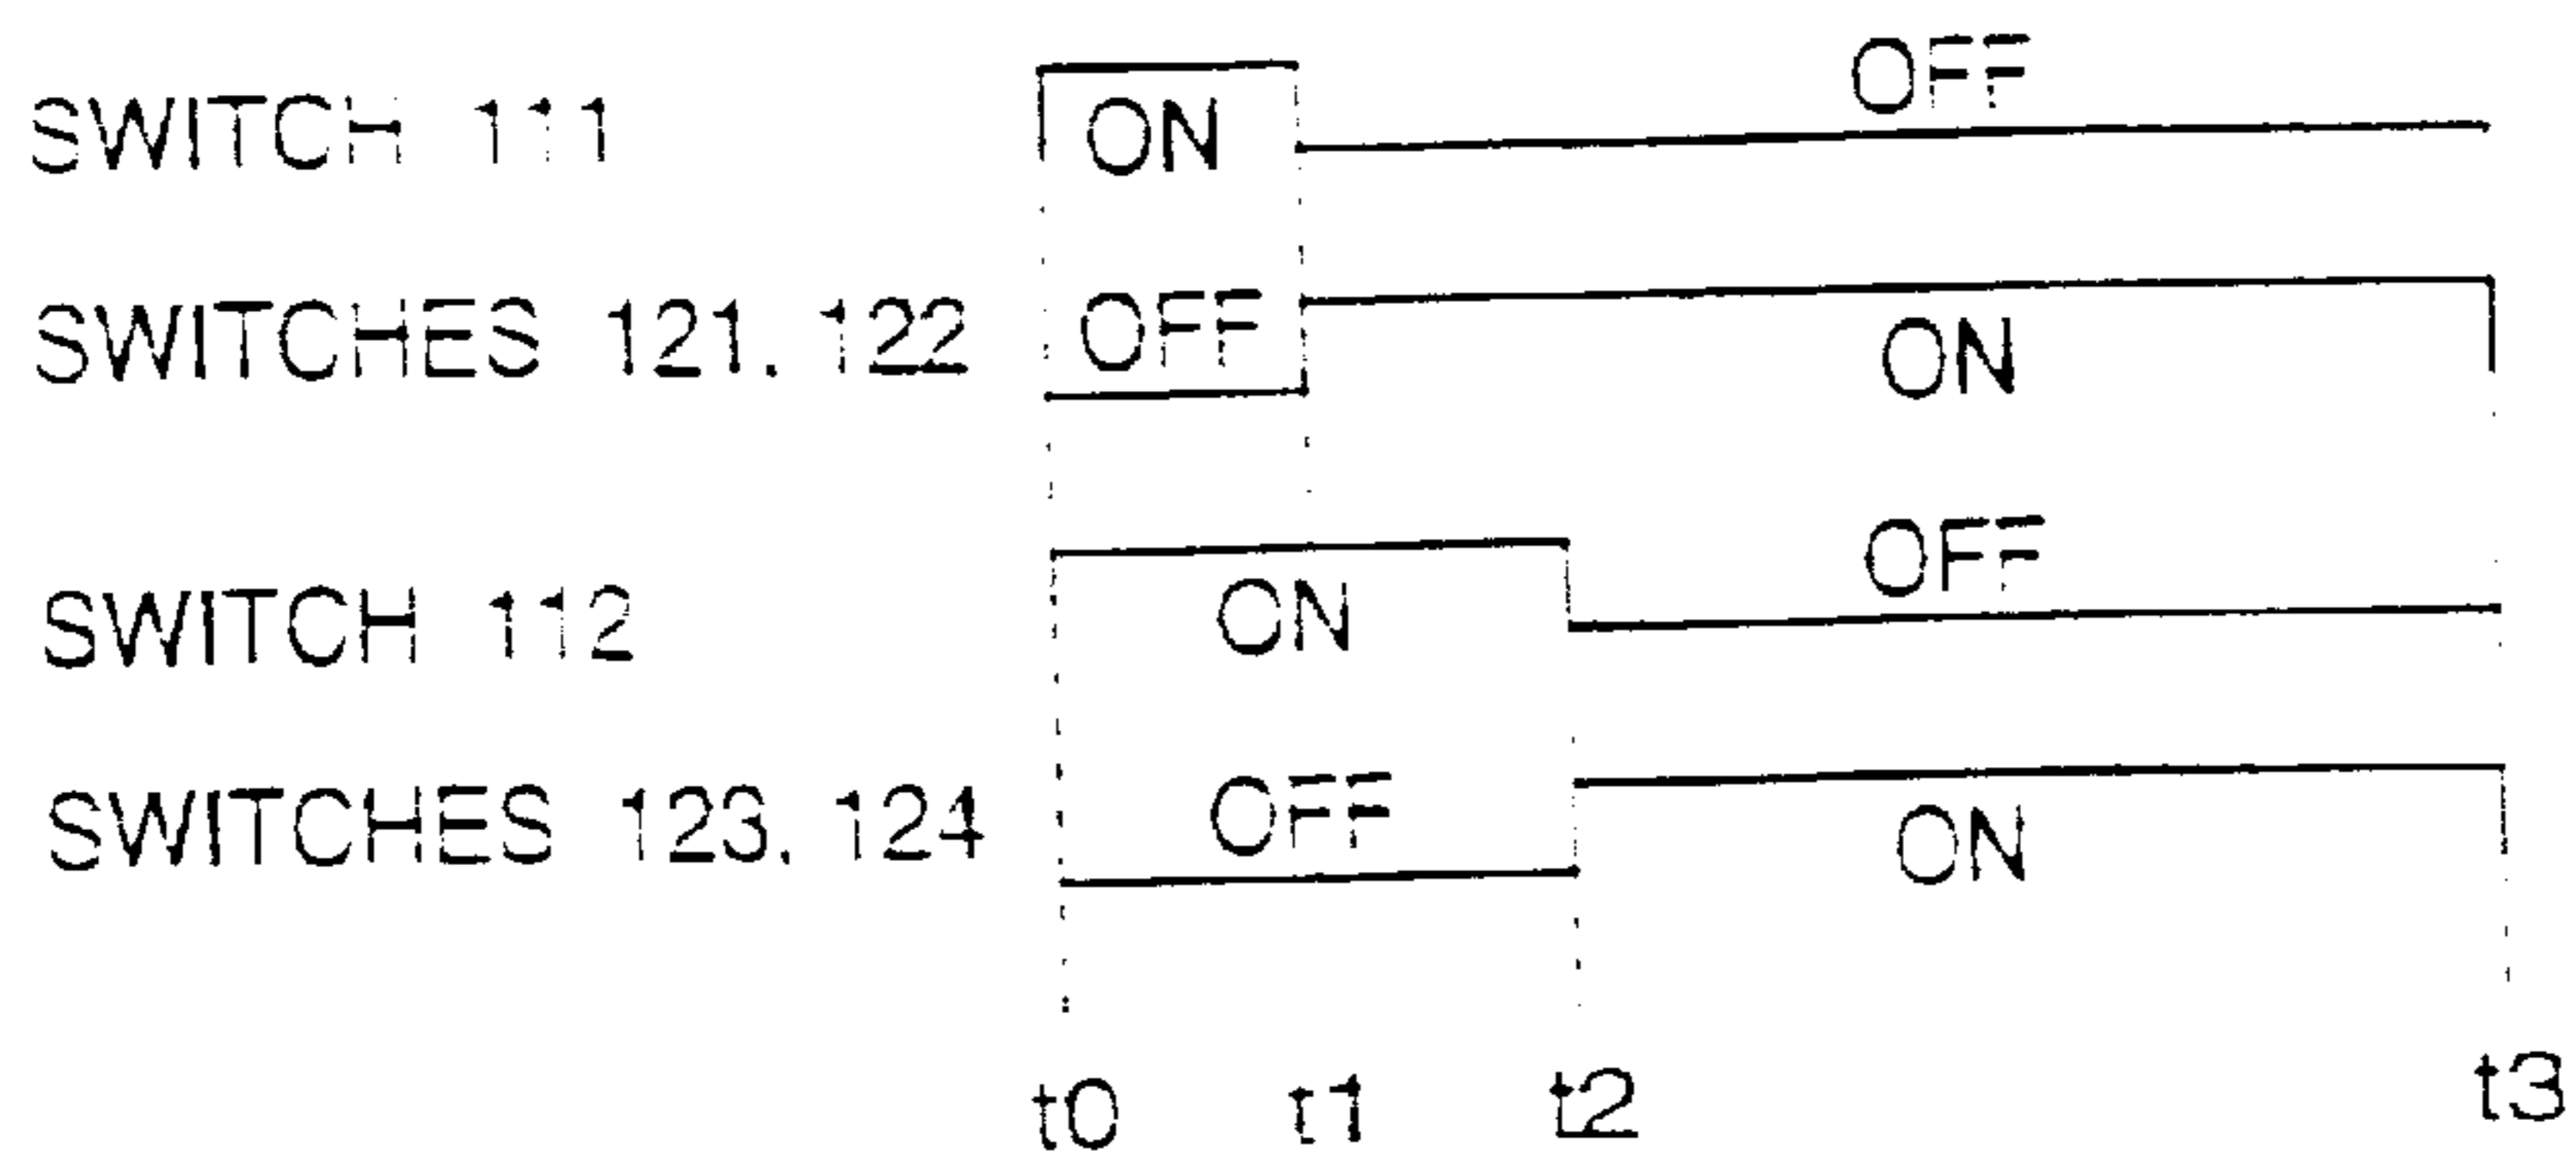 SWITCH 111 ON OFF
SWITCHES 121. 122 OFF ON
SWITCH 112 ON OFF
SWITCHES 123. 124 OFF ON
t0 t1 t2 t3